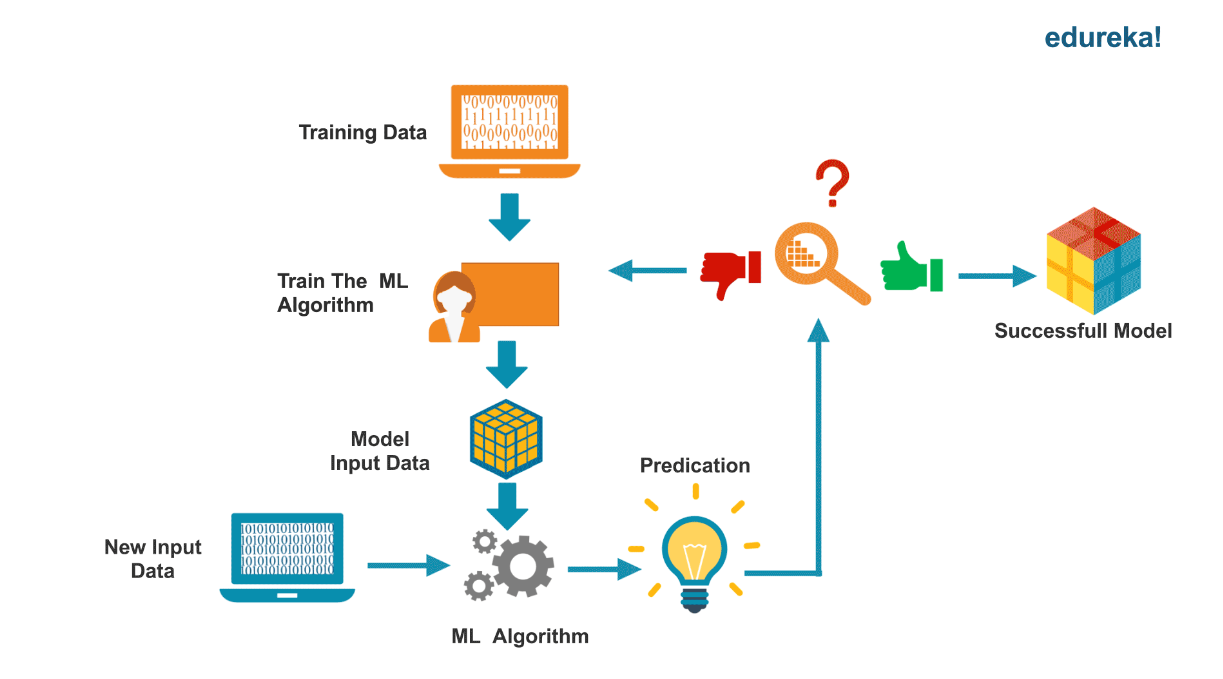 edureka!
Training Data
?
Train The ML
Algorithm
Successfull Model
Model
Input Data
Predication
New Input
Data
ML Algorithm